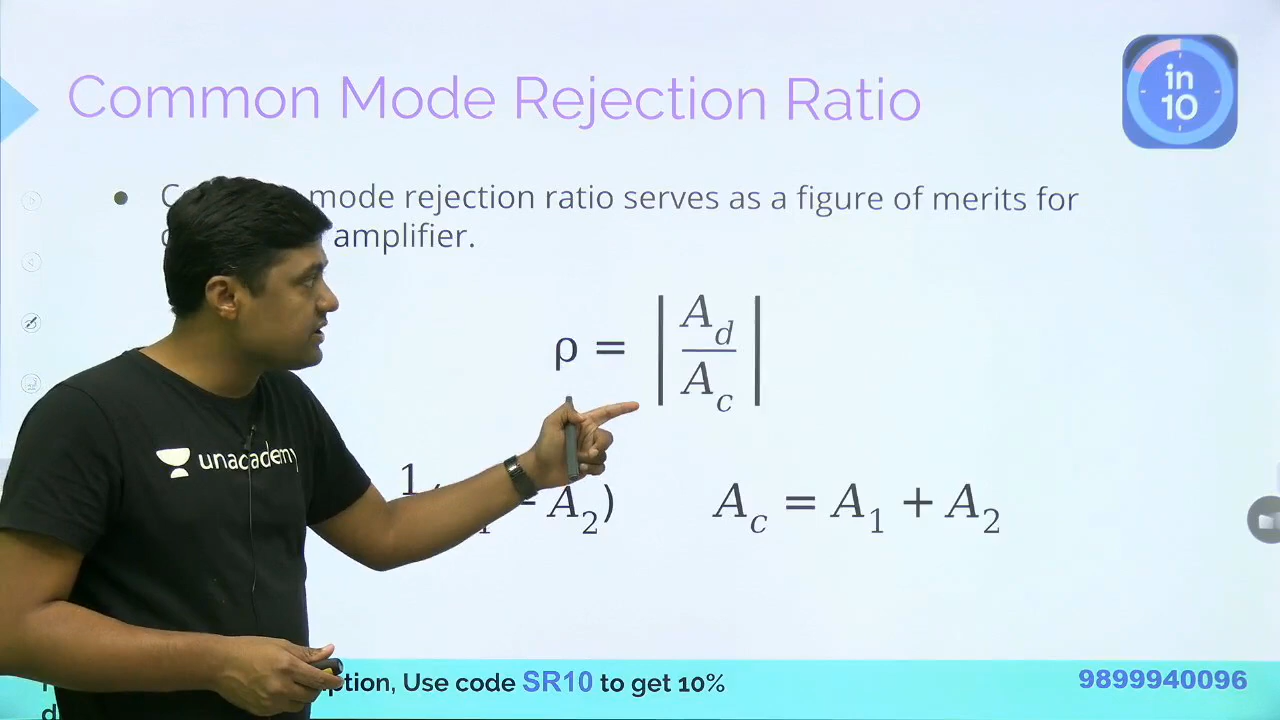 Common Mode Rejection Ratio
in
10
mode rejection ratio serves as a figure of merits for
amplifier.
ρ = | A_d / A_c |
A_2) A_c = A_1 + A_2
unacademy
Use code SR10 to get 10%
9899940096